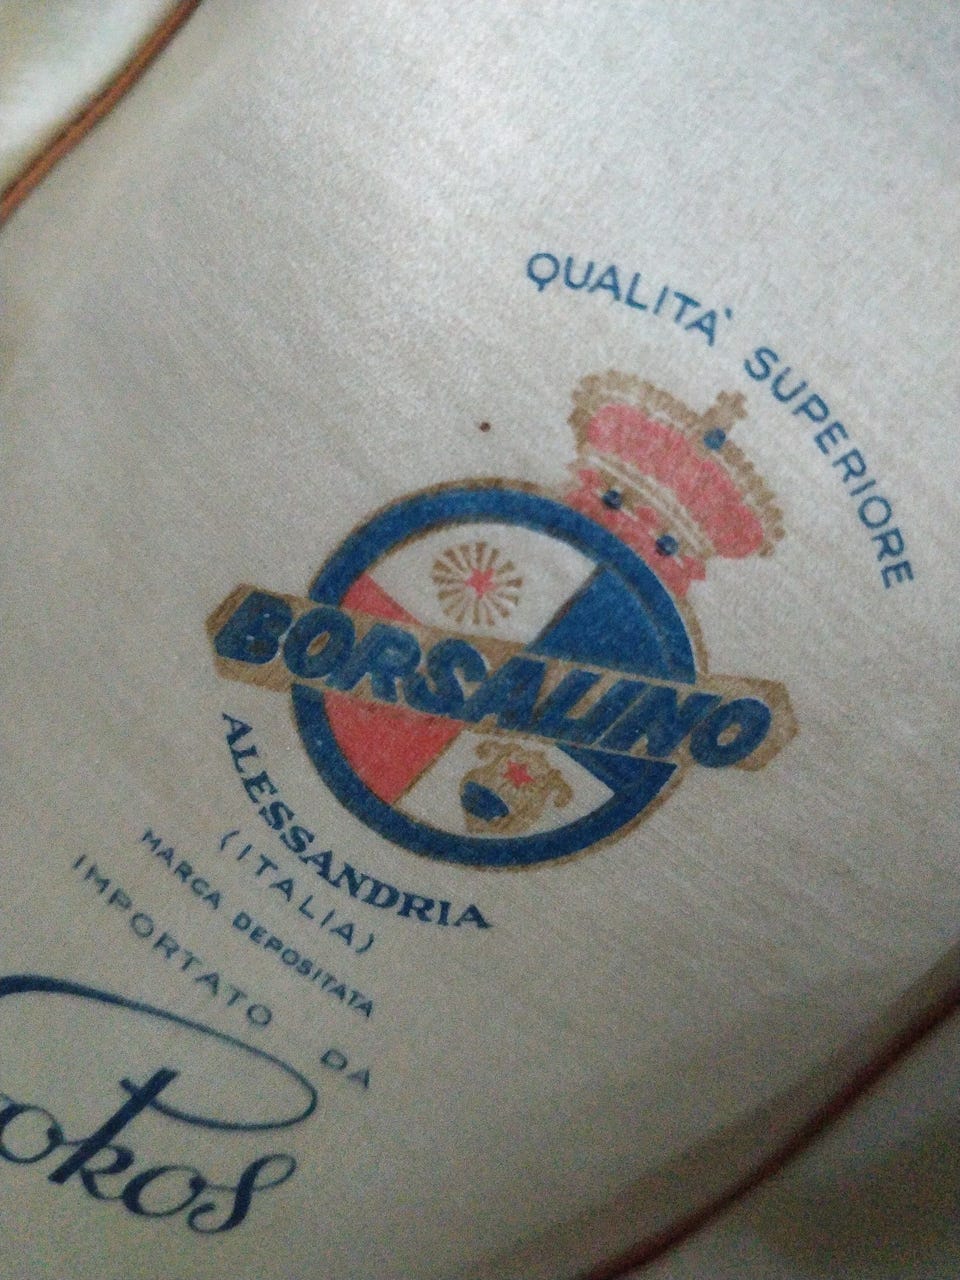 QUALITA' SUPERIORE
BORSALINO
ALESSANDRIA
(ITALIA)
MARCA DEPOSITATA
IMPORTATO DA